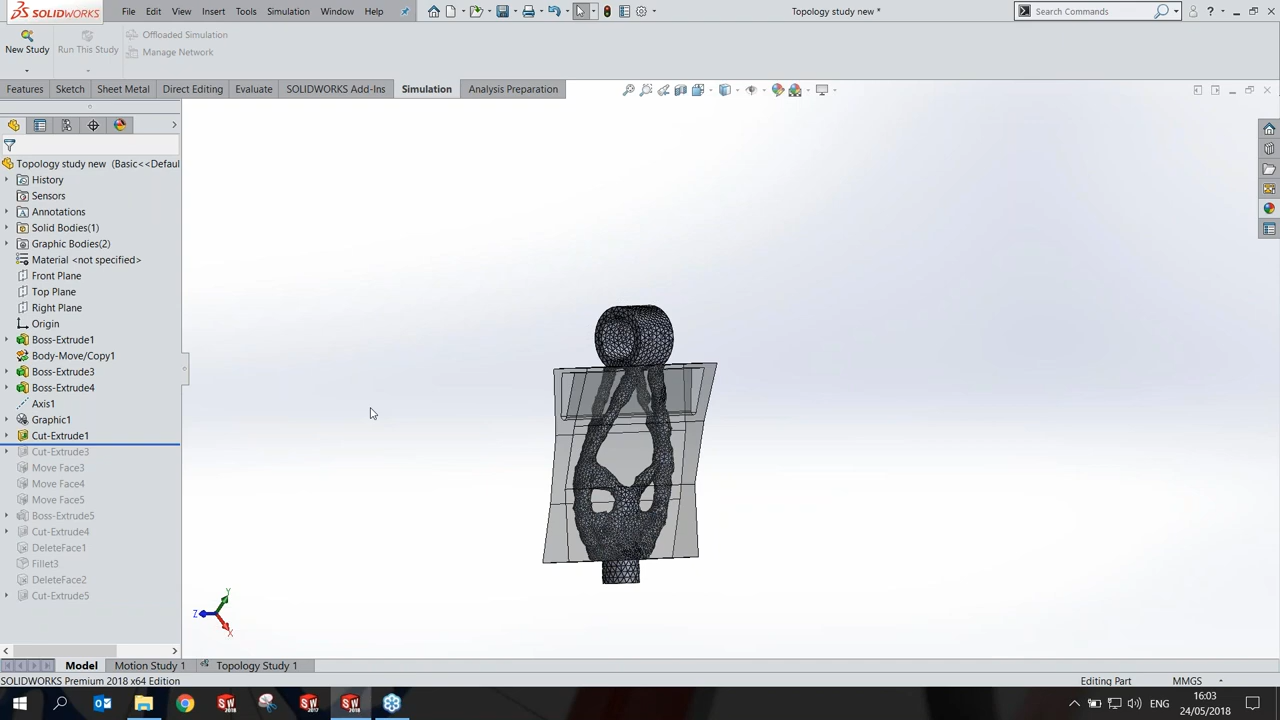 SOLIDWORKS
File Edit View Insert Tools Simulation Window Help
Topology study new *
Search Commands
New Study
Run This Study
Offloaded Simulation
Manage Network
Features Sketch Sheet Metal Direct Editing Evaluate SOLIDWORKS Add-Ins Simulation Analysis Preparation
Topology study new (Basic<<Defaul
History
Sensors
Annotations
Solid Bodies(1)
Graphic Bodies(2)
Material <not specified>
Front Plane
Top Plane
Right Plane
Origin
Boss-Extrude1
Body-Move/Copy1
Boss-Extrude3
Boss-Extrude4
Axis1
Graphic1
Cut-Extrude1
Cut-Extrude3
Move Face3
Move Face4
Move Face5
Boss-Extrude5
Cut-Extrude4
DeleteFace1
Fillet3
DeleteFace2
Cut-Extrude5
Y
Z
X
Model Motion Study 1 Topology Study 1
SOLIDWORKS Premium 2018 x64 Edition
Editing Part MMGS
ENG
16:03
24/05/2018